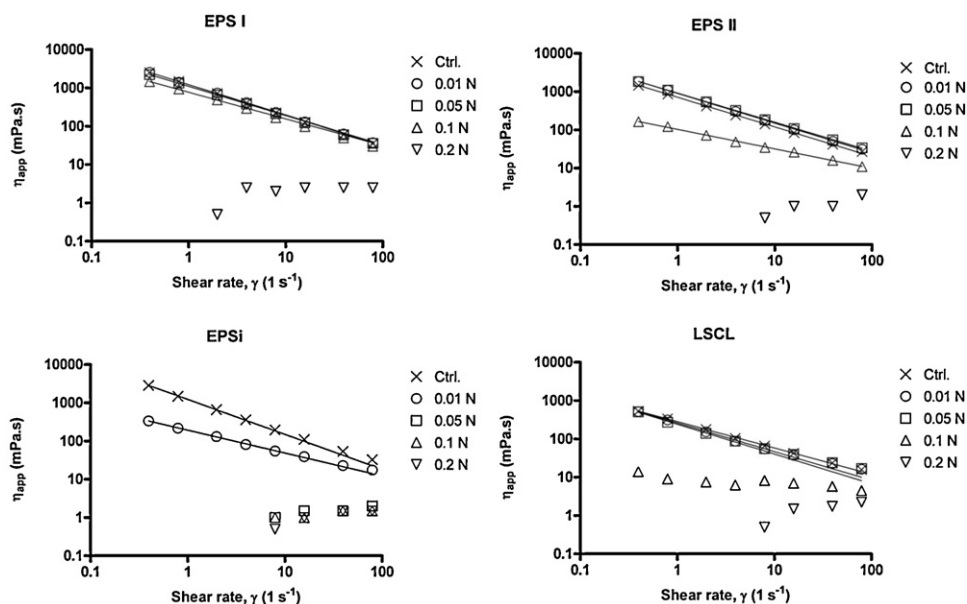 EPS I
10000
1000
100
10
1
0.1
0.1
1
10
100
ηapp (mPa.s)
Shear rate, γ (1 s⁻¹)
Ctrl.
0.01 N
0.05 N
0.1 N
0.2 N
EPS II
10000
1000
100
10
1
0.1
0.1
1
10
100
ηapp (mPa.s)
Shear rate, γ (1 s⁻¹)
Ctrl.
0.01 N
0.05 N
0.1 N
0.2 N
EPSi
10000
1000
100
10
1
0.1
0.1
1
10
100
ηapp (mPa.s)
Shear rate, γ (1 s⁻¹)
Ctrl.
0.01 N
0.05 N
0.1 N
0.2 N
LSCL
10000
1000
100
10
1
0.1
0.1
1
10
100
ηapp (mPa.s)
Shear rate, γ (1 s⁻¹)
Ctrl.
0.01 N
0.05 N
0.1 N
0.2 N